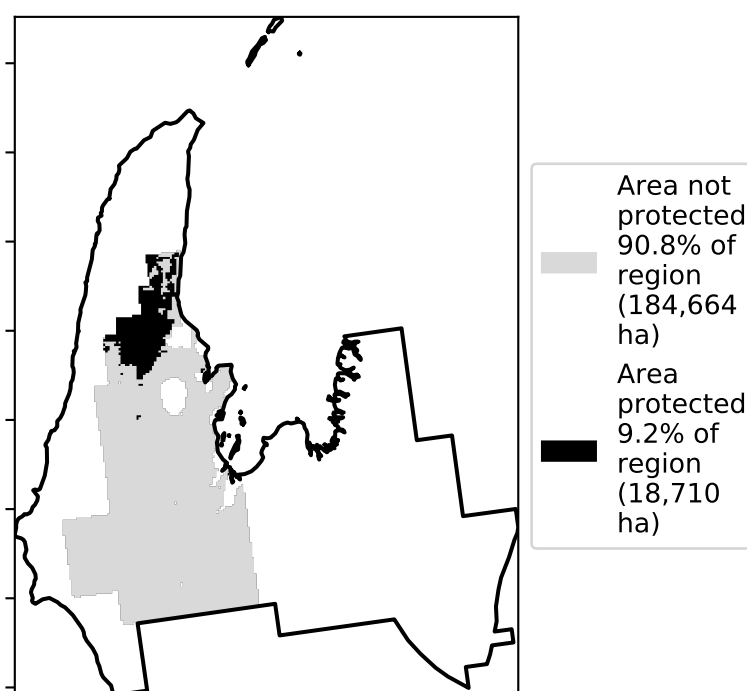 Area not
protected
90.8% of
region
(184,664
ha)
Area
protected
9.2% of
region
(18,710
ha)